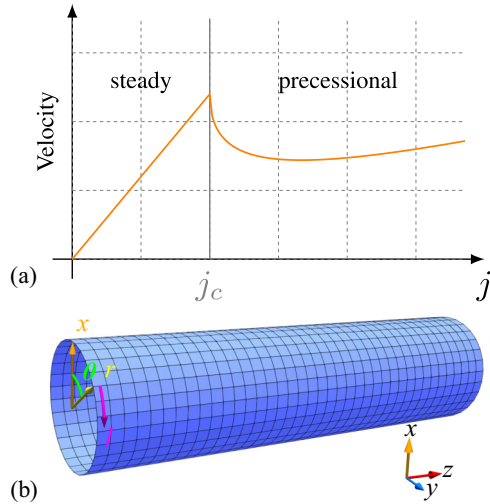 steady precessional
Velocity
(a)
j_c
j
x
θ
r
x
z
y
(b)